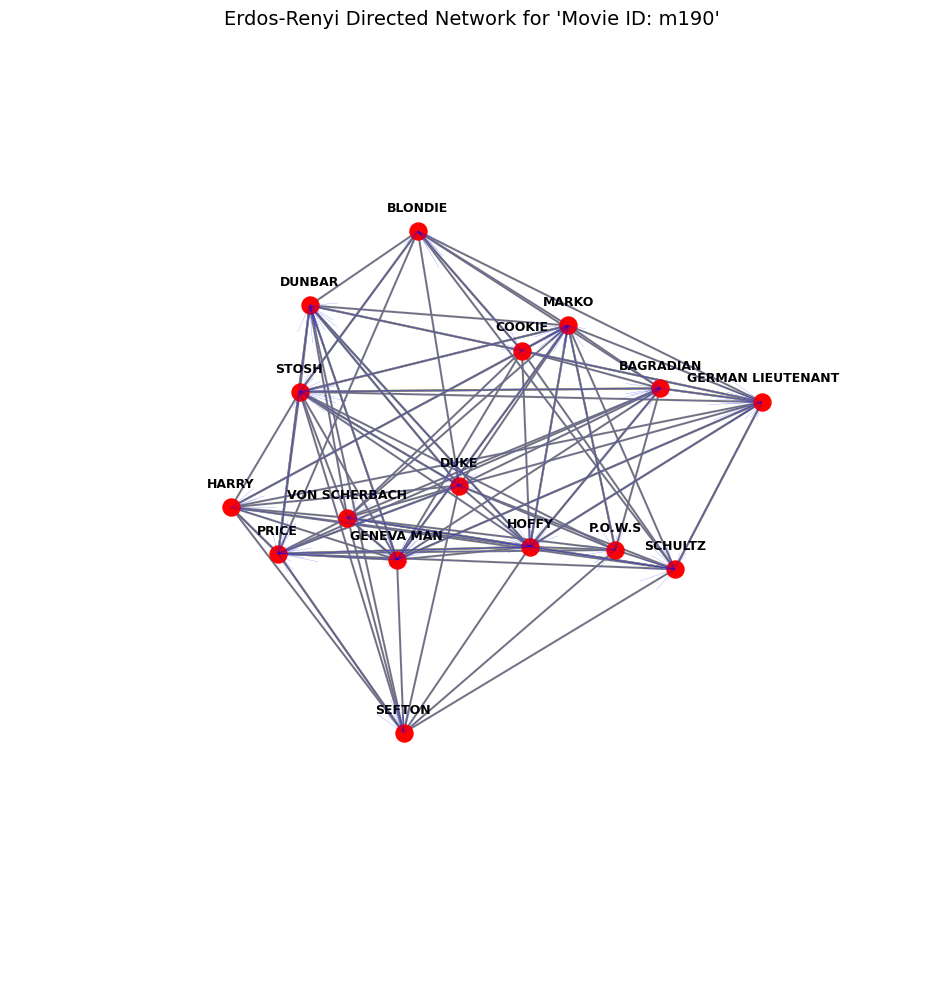 Erdos-Renyi Directed Network for 'Movie ID: m190'
BLONDIE
DUNBAR
MARKO
COOKIE
BAGRADIAN
STOSH
GERMAN LIEUTENANT
DUKE
HARRY
VON SCHERBACH
HOFFY
P.O.W.S
PRICE
GENEVA MAN
SCHULTZ
SEFTON